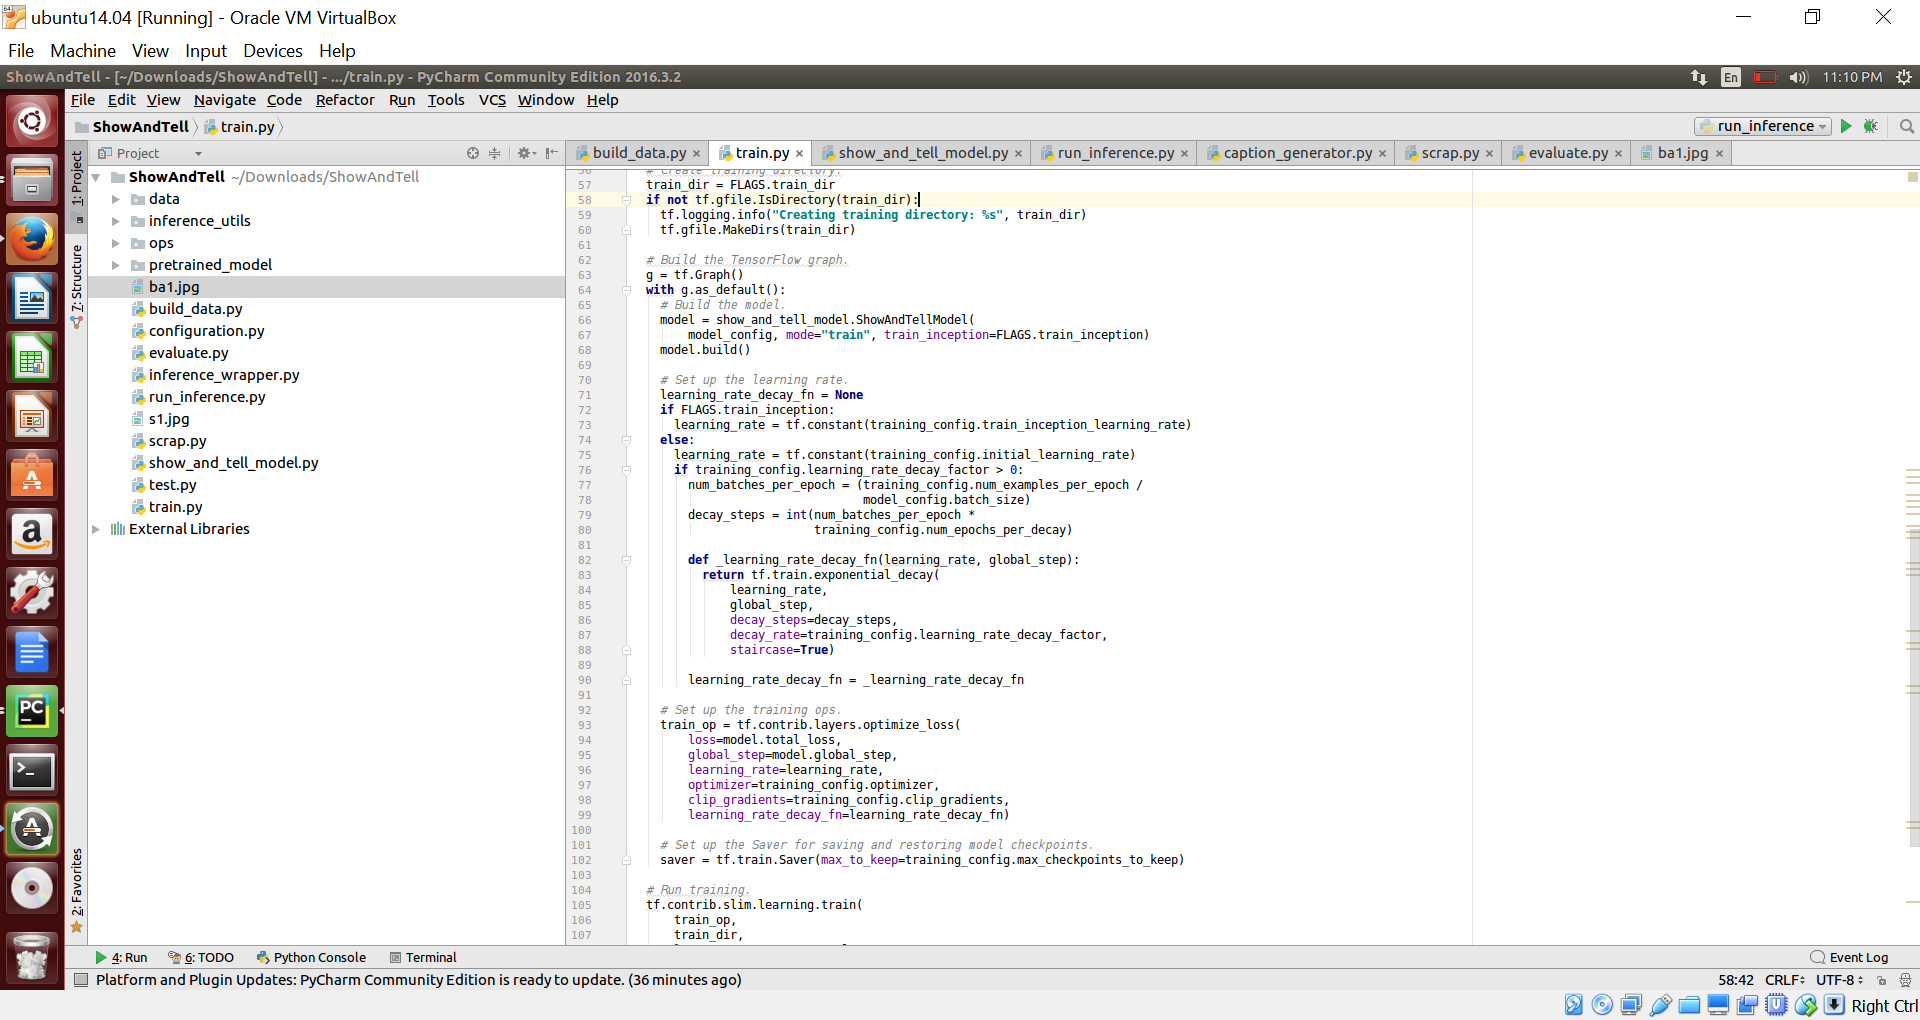 ubuntu14.04 [Running] - Oracle VM VirtualBox
File Machine View Input Devices Help
ShowAndTell - [~/Downloads/ShowAndTell] - .../train.py - PyCharm Community Edition 2016.3.2
En 11:10 PM
File Edit View Navigate Code Refactor Run Tools VCS Window Help
ShowAndTell train.py
run_inference
1: Project
7: Structure
2: Favorites
Project
ShowAndTell ~/Downloads/ShowAndTell
data
inference_utils
ops
pretrained_model
ba1.jpg
build_data.py
configuration.py
evaluate.py
inference_wrapper.py
run_inference.py
s1.jpg
scrap.py
show_and_tell_model.py
test.py
train.py
External Libraries
build_data.py train.py show_and_tell_model.py run_inference.py caption_generator.py scrap.py evaluate.py ba1.jpg
56 # Create training directory.
57 train_dir = FLAGS.train_dir
58 if not tf.gfile.IsDirectory(train_dir):
59 tf.logging.info("Creating training directory: %s", train_dir)
60 tf.gfile.MakeDirs(train_dir)
61
62 # Build the TensorFlow graph.
63 g = tf.Graph()
64 with g.as_default():
65 # Build the model.
66 model = show_and_tell_model.ShowAndTellModel(
67 model_config, mode="train", train_inception=FLAGS.train_inception)
68 model.build()
69
70 # Set up the learning rate.
71 learning_rate_decay_fn = None
72 if FLAGS.train_inception:
73 learning_rate = tf.constant(training_config.train_inception_learning_rate)
74 else:
75 learning_rate = tf.constant(training_config.initial_learning_rate)
76 if training_config.learning_rate_decay_factor > 0:
77 num_batches_per_epoch = (training_config.num_examples_per_epoch /
78 model_config.batch_size)
79 decay_steps = int(num_batches_per_epoch *
80 training_config.num_epochs_per_decay)
81
82 def _learning_rate_decay_fn(learning_rate, global_step):
83 return tf.train.exponential_decay(
84 learning_rate,
85 global_step,
86 decay_steps=decay_steps,
87 decay_rate=training_config.learning_rate_decay_factor,
88 staircase=True)
89
90 learning_rate_decay_fn = _learning_rate_decay_fn
91
92 # Set up the training ops.
93 train_op = tf.contrib.layers.optimize_loss(
94 loss=model.total_loss,
95 global_step=model.global_step,
96 learning_rate=learning_rate,
97 optimizer=training_config.optimizer,
98 clip_gradients=training_config.clip_gradients,
99 learning_rate_decay_fn=learning_rate_decay_fn)
100
101 # Set up the Saver for saving and restoring model checkpoints.
102 saver = tf.train.Saver(max_to_keep=training_config.max_checkpoints_to_keep)
103
104 # Run training.
105 tf.contrib.slim.learning.train(
106 train_op,
107 train_dir,
4: Run 6: TODO Python Console Terminal Event Log
Platform and Plugin Updates: PyCharm Community Edition is ready to update. (36 minutes ago) 58:42 CRLF UTF-8
Right Ctrl